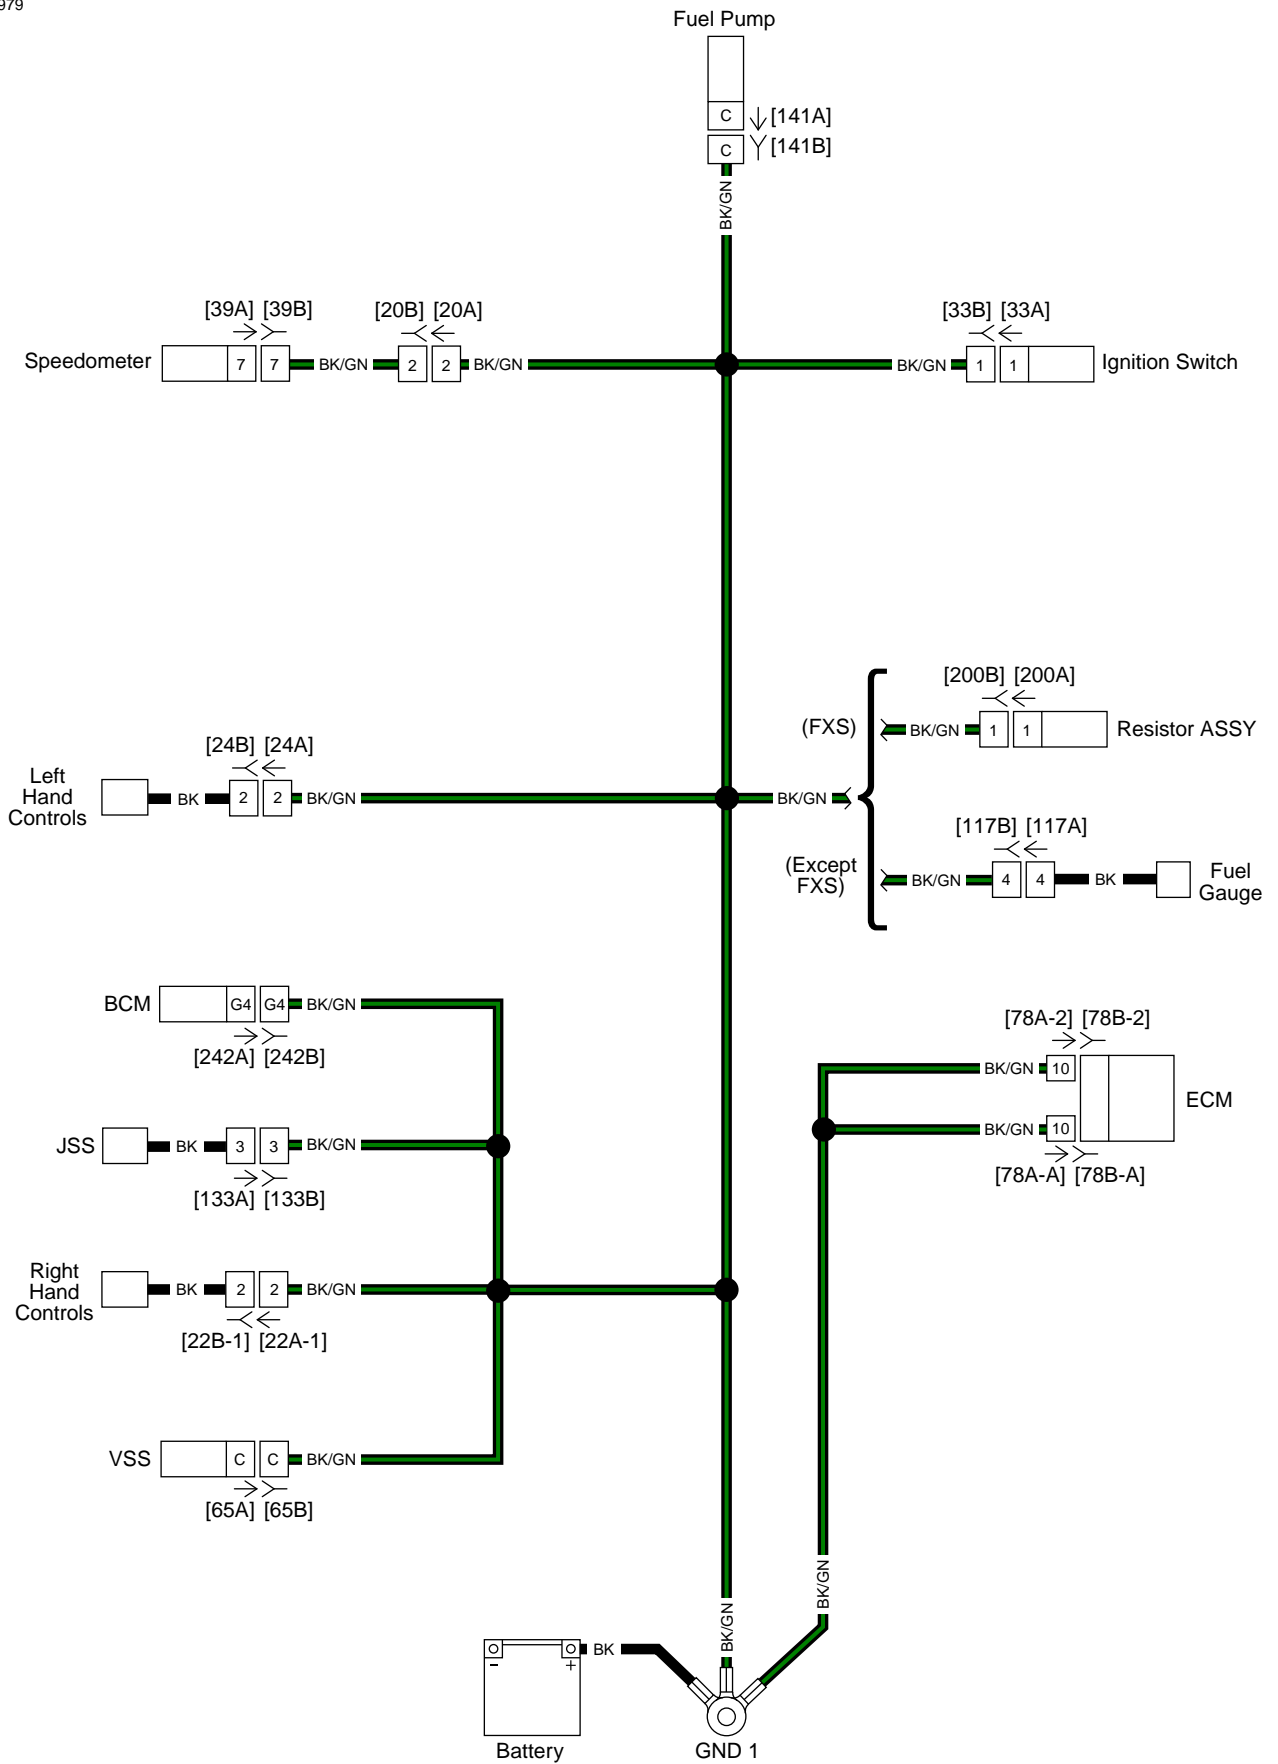 979
Fuel Pump
C
[141A]
C
[141B]
BK/GN
[39A] [39B]
[20B] [20A]
[33B] [33A]
Speedometer
7 7
BK/GN
2 2
BK/GN
BK/GN
1 1
Ignition Switch
[200B] [200A]
(FXS)
BK/GN
1 1
Resistor ASSY
[24B] [24A]
Left
Hand
Controls
BK
2 2
BK/GN
BK/GN
[117B] [117A]
(Except
FXS)
BK/GN
4 4
BK
Fuel
Gauge
BCM
G4 G4
BK/GN
[242A] [242B]
[78A-2] [78B-2]
BK/GN
10
ECM
BK/GN
10
[78A-A] [78B-A]
JSS
BK
3 3
BK/GN
[133A] [133B]
Right
Hand
Controls
BK
2 2
BK/GN
[22B-1] [22A-1]
VSS
C C
BK/GN
[65A] [65B]
BK/GN
BK/GN
BK
- +
Battery
GND 1